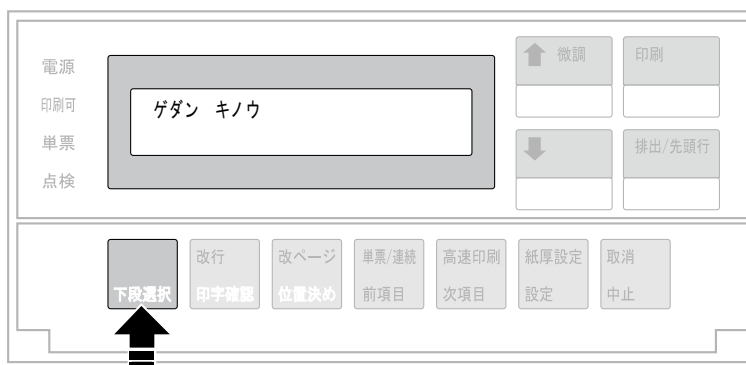 電源
印刷可
単票
点検
ゲダン キノウ
微調
印刷
排出/先頭行
下段選択
改行
印字確認
改ページ
位置決め
単票/連続
前項目
高速印刷
次項目
紙厚設定
設定
取消
中止